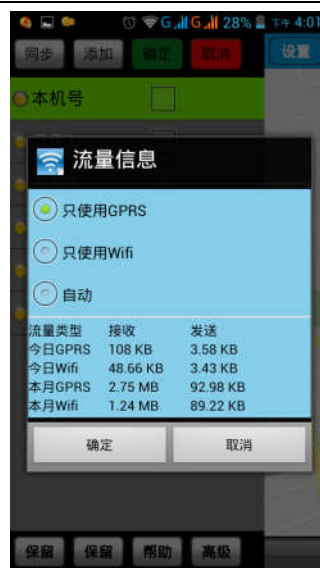 G G 28% 下午 4:01
同步 添加 确定 取消 设置
本机号
流量信息
只使用GPRS
只使用Wifi
自动
流量类型 接收 发送
今日GPRS 108 KB 3.58 KB
今日Wifi 48.66 KB 3.43 KB
本月GPRS 2.75 MB 92.98 KB
本月Wifi 1.24 MB 89.22 KB
确定 取消
保留 保留 帮助 高级